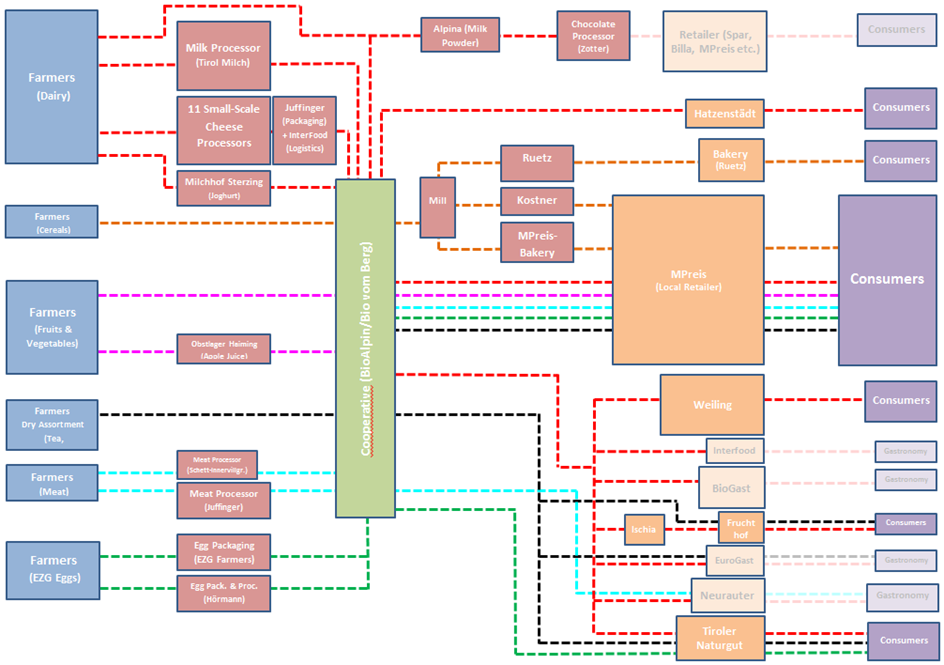 Farmers
(Dairy)
Milk Processor
(Tirol Milch)
11 Small-Scale
Cheese
Processors
Juffinger
(Packaging)
+ InterFood
(Logistics)
Milchhof Sterzing
(Joghurt)
Alpina (Milk
Powder)
Chocolate
Processor
(Zotter)
Retailer (Spar,
Billa, MPreis etc.)
Consumers
Hatzenstädt
Consumers
Farmers
(Cereals)
Mill
Ruetz
Bakery
(Ruetz)
Consumers
Kostner
MPreis-
Bakery
MPreis
(Local Retailer)
Consumers
Cooperative (BioAlpin/Bio vom Berg)
Farmers
(Fruits &
Vegetables)
Obstlager Haiming
(Apple Juice)
Farmers
Dry Assortment
(Tea,
Farmers
(Meat)
Meet Processor
(Schett-Innervillgr.)
Meat Processor
(Juffinger)
Farmers
(EZG Eggs)
Egg Packaging
(EZG Farmers)
Egg Pack. & Proc.
(Hörmann)
Weiling
Consumers
Interfood
Gastronomy
BioGast
Gastronomy
Ischia
Frucht
hof
Consumers
EuroGast
Gastronomy
Neurauter
Gastronomy
Tiroler
Naturgut
Consumers